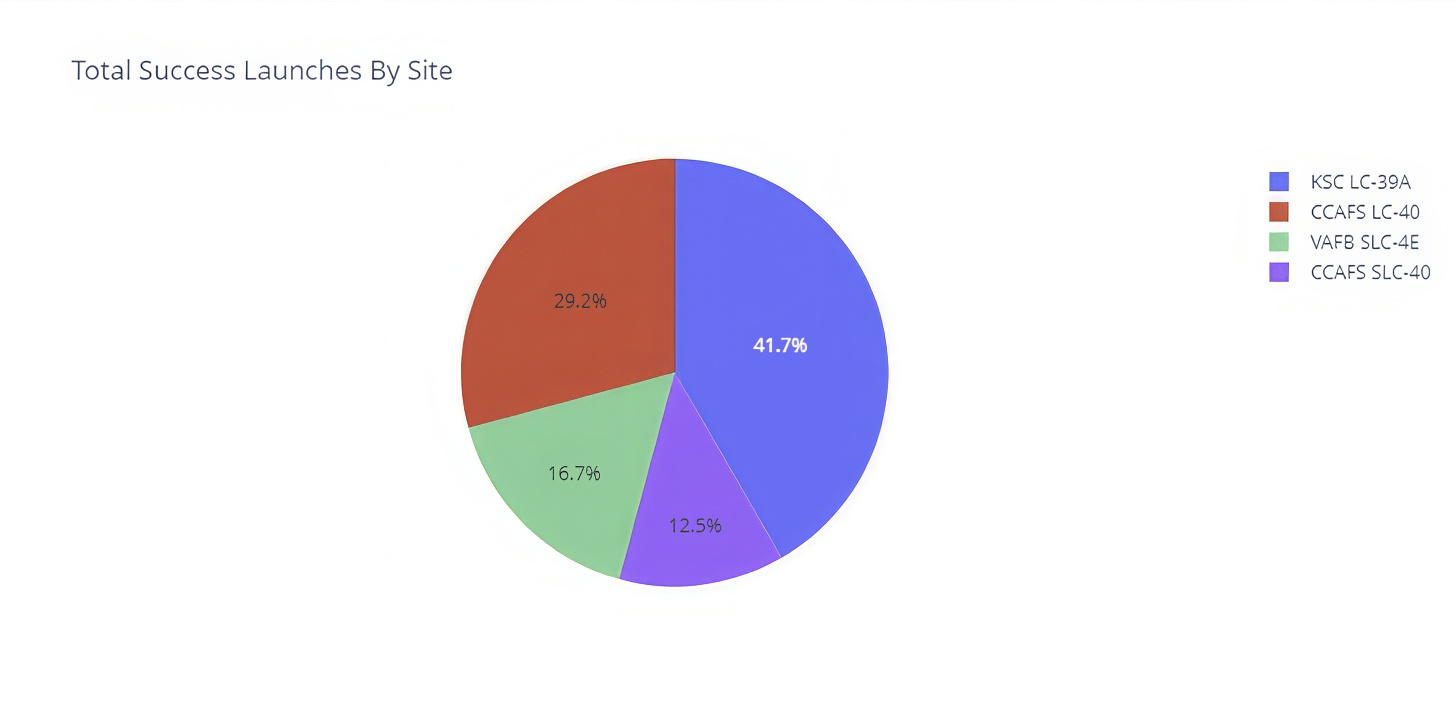 Total Success Launches By Site
KSC LC-39A
CCAFS LC-40
VAFB SLC-4E
CCAFS SLC-40
29.2%
41.7%
16.7%
12.5%